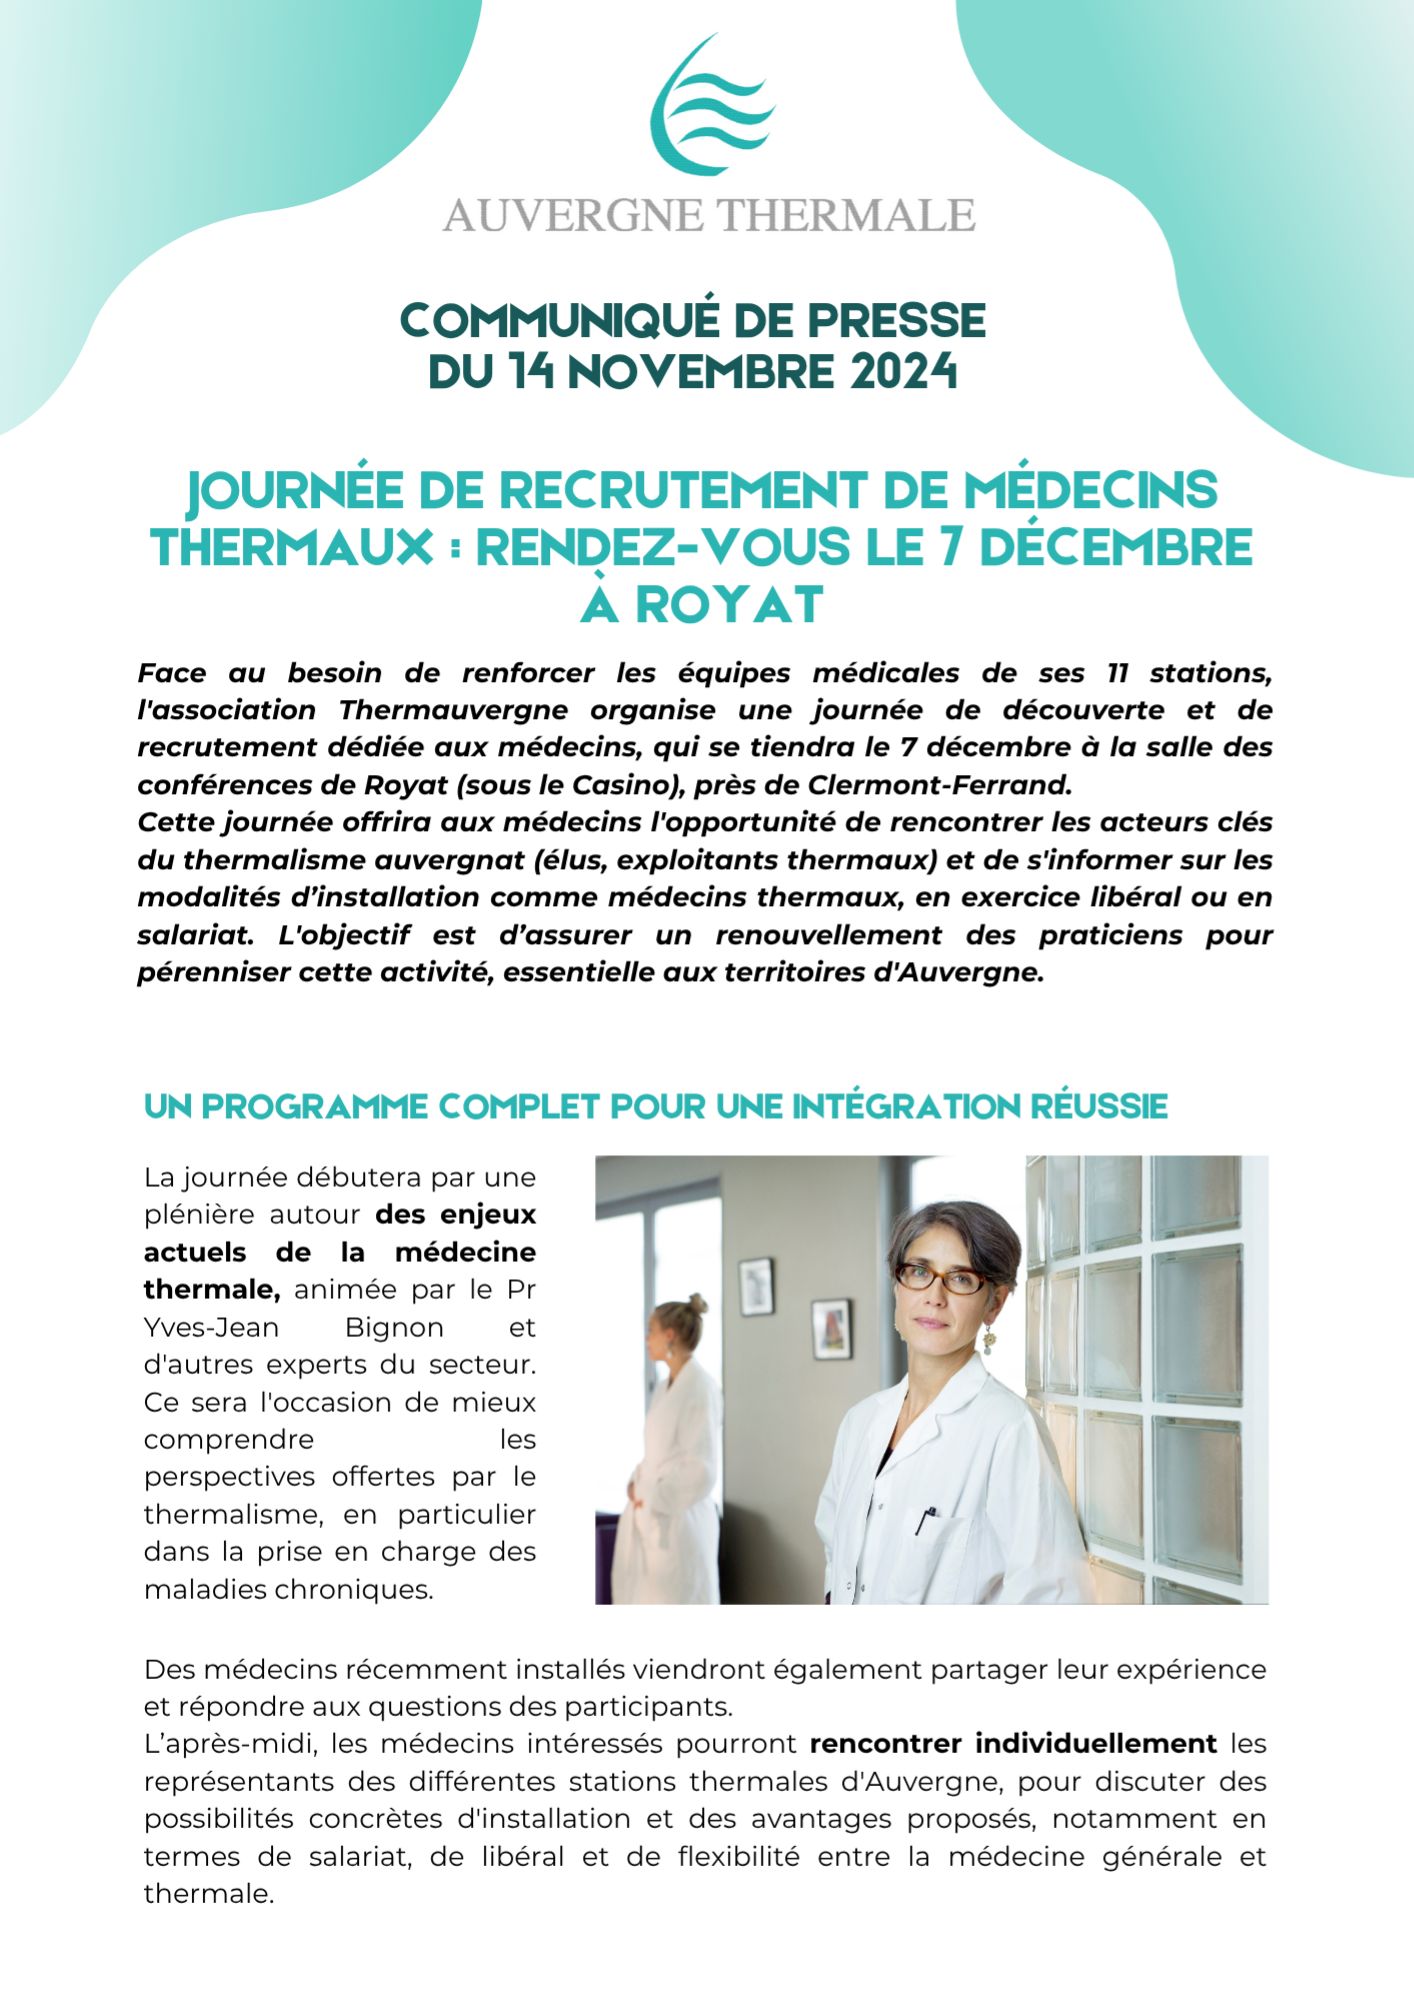 AUVERGNE THERMALE
COMMUNIQUÉ DE PRESSE
DU 14 NOVEMBRE 2024
JOURNÉE DE RECRUTEMENT DE MÉDECINS
THERMAUX : RENDEZ-VOUS LE 7 DÉCEMBRE
À ROYAT
Face au besoin de renforcer les équipes médicales de ses 11 stations,
l'association Thermauvergne organise une journée de découverte et de
recrutement dédiée aux médecins, qui se tiendra le 7 décembre à la salle des
conférences de Royat (sous le Casino), près de Clermont-Ferrand.
Cette journée offrira aux médecins l'opportunité de rencontrer les acteurs clés
du thermalisme auvergnat (élus, exploitants thermaux) et de s'informer sur les
modalités d’installation comme médecins thermaux, en exercice libéral ou en
salariat. L'objectif est d’assurer un renouvellement des praticiens pour
pérenniser cette activité, essentielle aux territoires d'Auvergne.
UN PROGRAMME COMPLET POUR UNE INTÉGRATION RÉUSSIE
La journée débutera par une
plénière autour des enjeux
actuels de la médecine
thermale, animée par le Pr
Yves-Jean Bignon et
d'autres experts du secteur.
Ce sera l'occasion de mieux
comprendre les
perspectives offertes par le
thermalisme, en particulier
dans la prise en charge des
maladies chroniques.
Des médecins récemment installés viendront également partager leur expérience
et répondre aux questions des participants.
L’après-midi, les médecins intéressés pourront rencontrer individuellement les
représentants des différentes stations thermales d'Auvergne, pour discuter des
possibilités concrètes d'installation et des avantages proposés, notamment en
termes de salariat, de libéral et de flexibilité entre la médecine générale et
thermale.